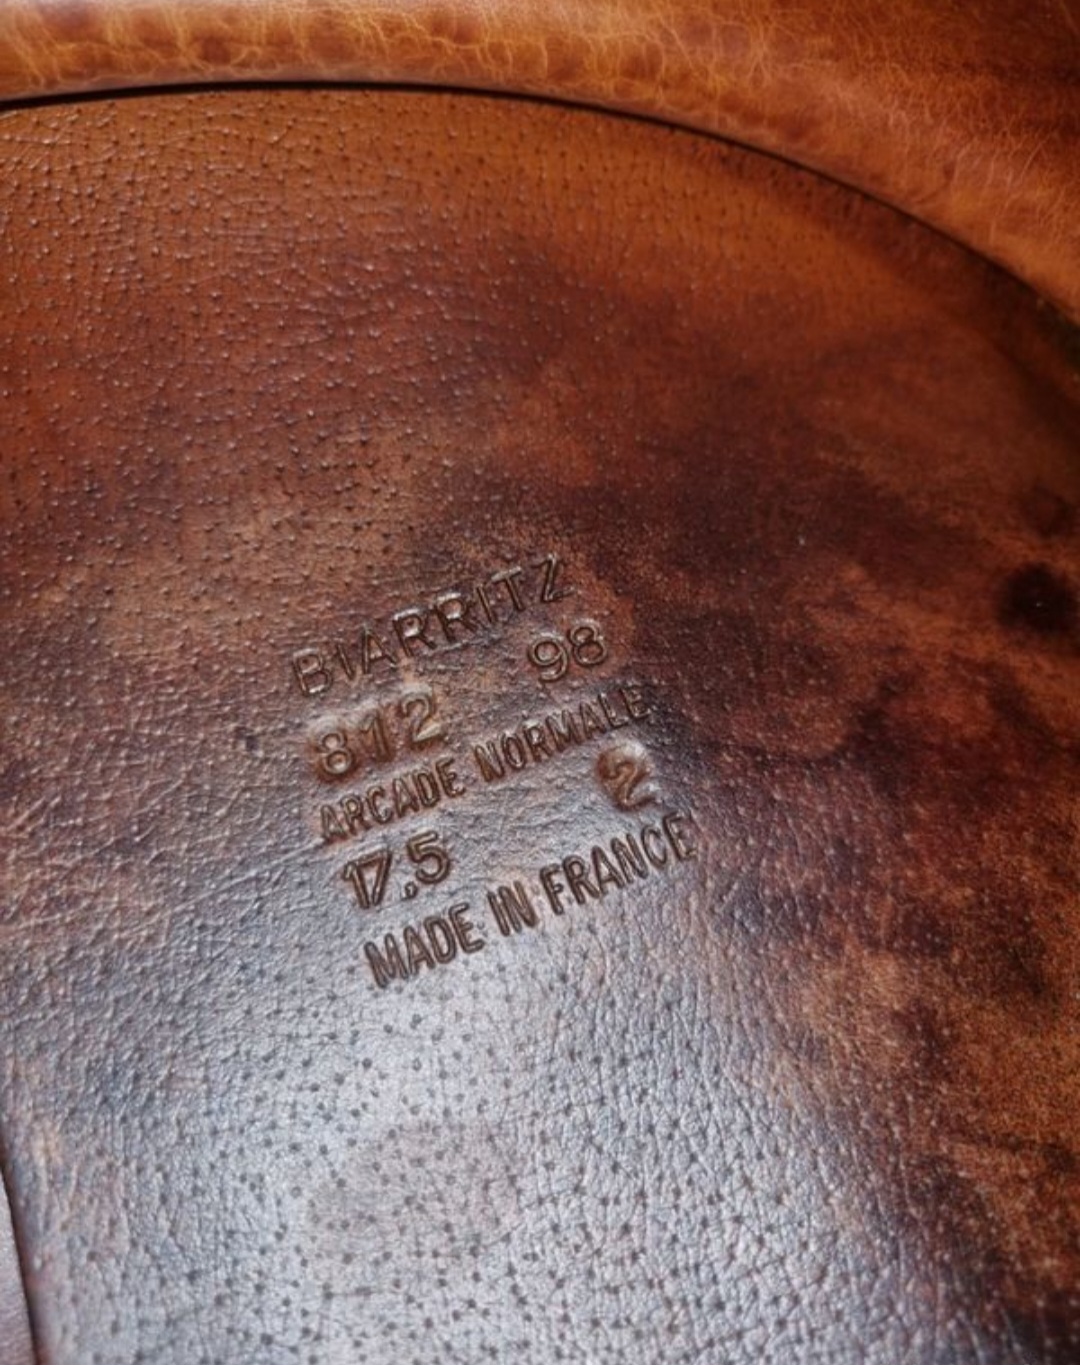 BIARRITZ
812 98
ARCADE NORMALE
17,5 2
MADE IN FRANCE